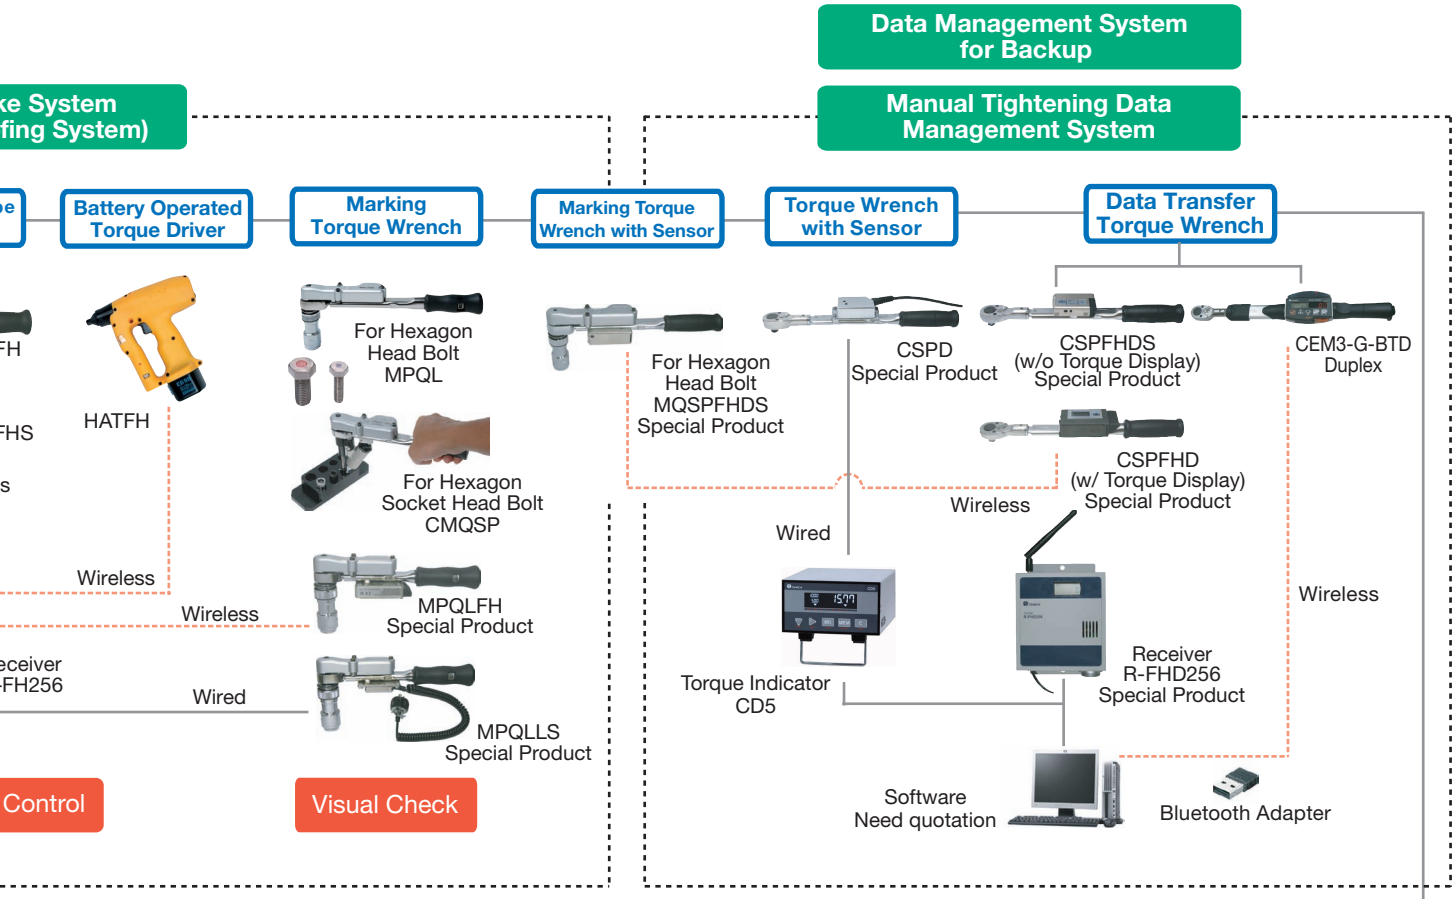 Data Management System
for Backup
ke System
fing System)
Manual Tightening Data
Management System
pe
Battery Operated
Torque Driver
Marking
Torque Wrench
Marking Torque
Wrench with Sensor
Torque Wrench
with Sensor
Data Transfer
Torque Wrench
FH
FHS
s
HATFH
For Hexagon
Head Bolt
MPQL
For Hexagon
Socket Head Bolt
CMQSP
For Hexagon
Head Bolt
MQSPFHDS
Special Product
CSPD
Special Product
CSPFHDS
(w/o Torque Display)
Special Product
CEM3-G-BTD
Duplex
CSPFHD
(w/ Torque Display)
Special Product
Wireless
Wired
Wireless
Wireless
Wireless
MPQLFH
Special Product
eceiver
-FH256
Wired
MPQLLS
Special Product
15.77
CD5
Torque Indicator
CD5
Receiver
R-FHD256
Special Product
Software
Need quotation
Bluetooth Adapter
Control
Visual Check